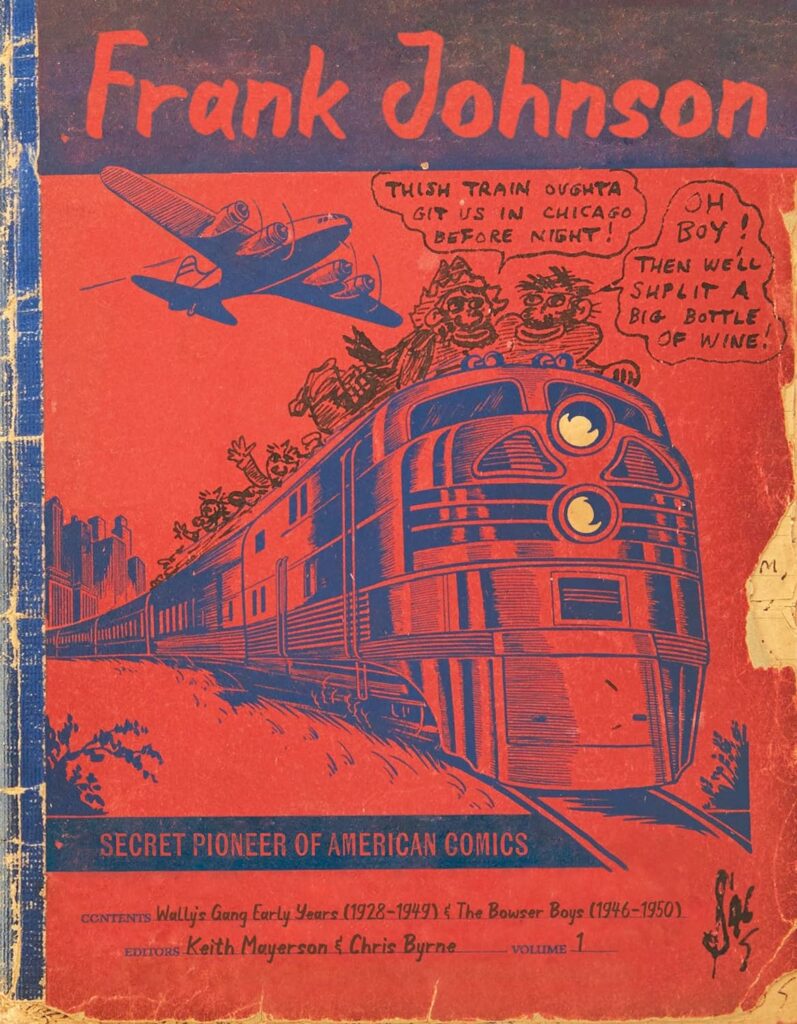 Frank Johnson
THISH TRAIN OUGHTA
GIT US IN CHICAGO
BEFORE NIGHT!
OH
BOY!
THEN WE'LL
SHPLIT A
BIG BOTTLE
OF WINE!
M,
SECRET PIONEER OF AMERICAN COMICS
CONTENTS Wally's Gang Early Years (1928-1949) & The Bowser Boys (1946-1950)
EDITORS Keith Mayerson & Chris Byrne VOLUME 1